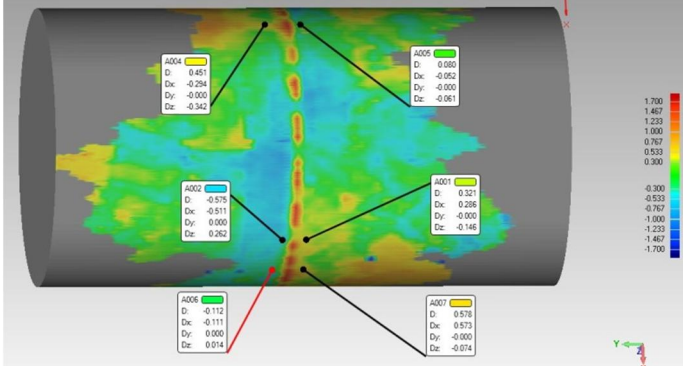 X
A004
D: 0.451
Dx: -0.294
Dy: -0.000
Dz: -0.342
A005
D: 0.080
Dx: -0.052
Dy: -0.000
Dz: -0.061
1.700
1.467
1.233
1.000
0.767
0.533
0.300
-0.300
-0.533
-0.767
-1.000
-1.233
-1.467
-1.700
A002
D: -0.575
Dx: -0.511
Dy: 0.000
Dz: 0.262
A001
D: 0.321
Dx: 0.286
Dy: -0.000
Dz: -0.146
A006
D: -0.112
Dx: -0.111
Dy: 0.000
Dz: 0.014
A007
D: 0.578
Dx: 0.573
Dy: -0.000
Dz: -0.074
Y
Z